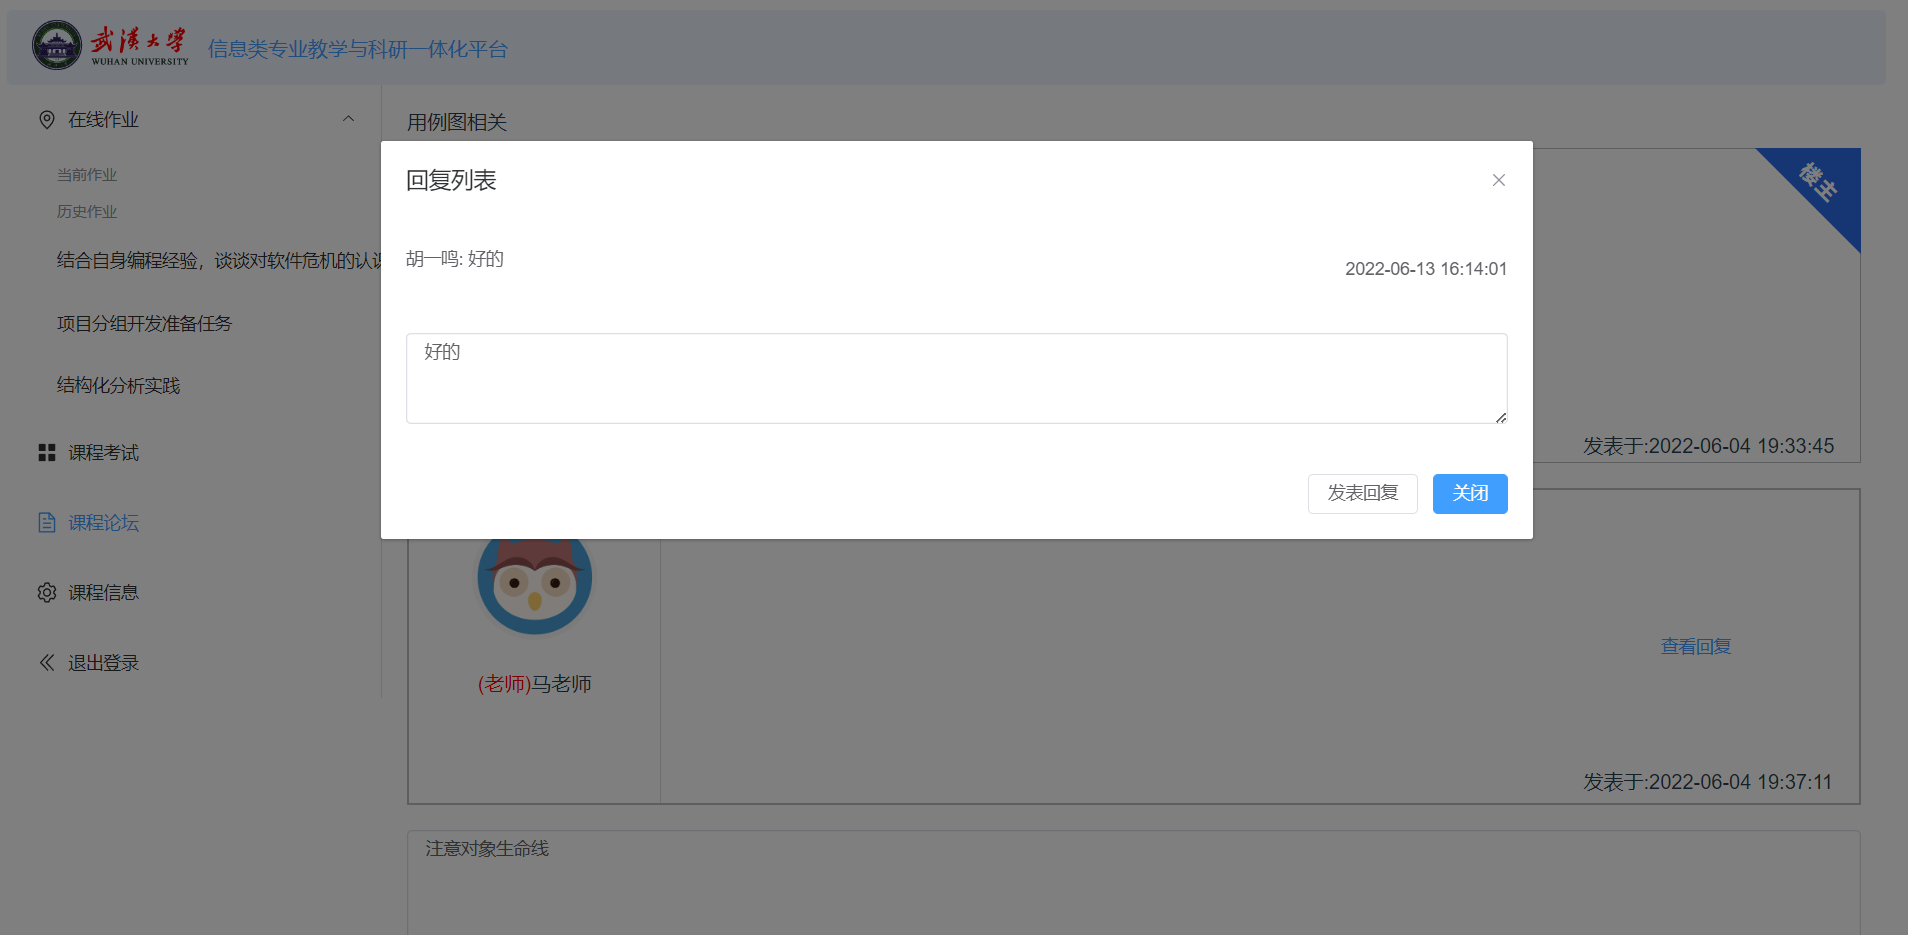 武漢大学
WUHAN UNIVERSITY
信息类专业教学与科研一体化平台
在线作业
当前作业
历史作业
结合自身编程经验，谈谈对软件危机的认识
项目分组开发准备任务
结构化分析实践
课程考试
课程论坛
课程信息
退出登录
用例图相关
楼主
发表于:2022-06-04 19:33:45
回复列表
胡一鸣: 好的
2022-06-13 16:14:01
好的
发表回复
关闭
(老师)马老师
查看回复
发表于:2022-06-04 19:37:11
注意对象生命线